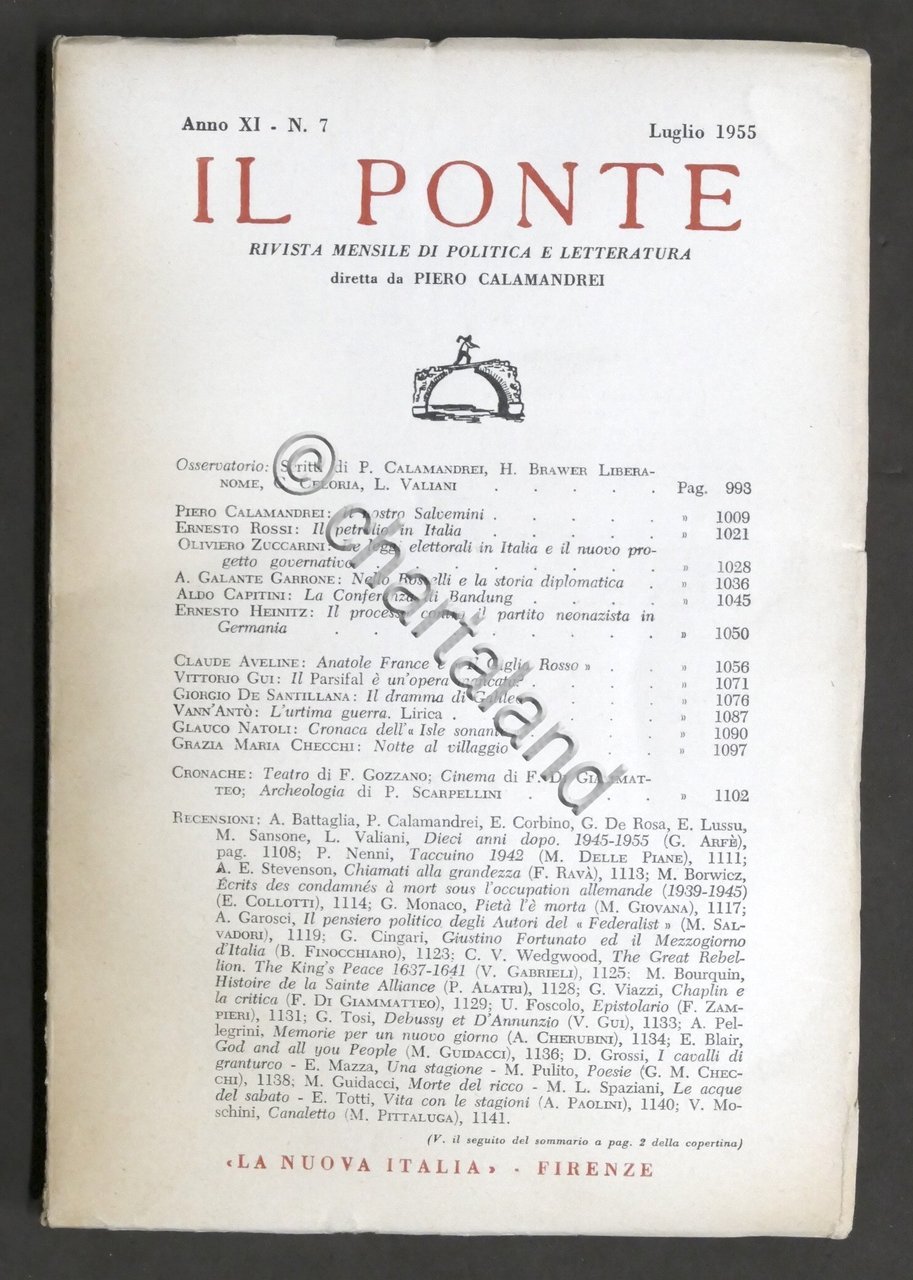 Anno XI - N. 7
Luglio 1955
IL PONTE
RIVISTA MENSILE DI POLITICA E LETTERATURA
diretta da PIERO CALAMANDREI
Osservatorio: Scritti di P. CALAMANDREI, H. BRAWER LIBERA-
NOME, CELORIA, L. VALIANI . . . . . Pag. 993
PIERO CALAMANDREI: Il nostro Salvemini . . . . . » 1009
ERNESTO ROSSI: Il petrolio in Italia . . . . . » 1021
OLIVIERO ZUCCARINI: Le leggi elettorali in Italia e il nuovo pro-
getto governativo . . . . . » 1028
A. GALANTE GARRONE: Nello Rosselli e la storia diplomatica . » 1036
ALDO CAPITINI: La Conferenza di Bandung . . . . » 1045
ERNESTO HEINITZ: Il processo contro il partito neonazista in
Germania . . . . . . . . » 1050
CLAUDE AVELINE: Anatole France e Giglio Rosso » . . » 1056
VITTORIO GUI: Il Parsifal è un'opera mancata? . . . . » 1071
GIORGIO DE SANTILLANA: Il dramma di Galileo . . . » 1076
VANN'ANTÒ: L'urtima guerra. Lirica . . . . . » 1087
GLAUCO NATOLI: Cronaca dell'« Isle sonante » . . . . » 1090
GRAZIA MARIA CHECCHI: Notte al villaggio . . . . » 1097
CRONACHE: Teatro di F. GOZZANO; Cinema di F. DI GIAMMAT-
TEO; Archeologia di P. SCARPELLINI . . . . . » 1102
RECENSIONI: A. Battaglia, P. Calamandrei, E. Corbino, G. De Rosa, E. Lussu,
M. Sansone, L. Valiani, Dieci anni dopo. 1945-1955 (G. ARFÈ),
pag. 1108; P. Nenni, Taccuino 1942 (M. DELLE PIANE), 1111;
A. E. Stevenson, Chiamati alla grandezza (F. RAVÀ), 1113; M. Borwicz,
Écrits des condamnés à mort sous l'occupation allemande (1939-1945)
(E. COLLOTTI), 1114; G. Monaco, Pietà l'è morta (M. GIOVANA), 1117;
A. Garosci, Il pensiero politico degli Autori del « Federalist » (M. SAL-
VADORI), 1119; G. Cingari, Giustino Fortunato ed il Mezzogiorno
d'Italia (B. FINOCCHIARO), 1123; C. V. Wedgwood, The Great Rebel-
lion. The King's Peace 1637-1641 (V. GABRIELI), 1125; M. Bourquin,
Histoire de la Sainte Alliance (P. ALATRI), 1128; G. Viazzi, Chaplin e
la critica (F. DI GIAMMATTEO), 1129; U. Foscolo, Epistolario (F. ZAM-
PIERI), 1131; G. Tosi, Debussy et D'Annunzio (V. GUI), 1133; A. Pel-
legrini, Memorie per un nuovo giorno (A. CHERUBINI), 1134; E. Blair,
God and all you People (M. GUIDACCI), 1136; D. Grossi, I cavalli di
granturco - E. Mazza, Una stagione - M. Pulito, Poesie (G. M. CHEC-
CHI), 1138; M. Guidacci, Morte del ricco - M. L. Spaziani, Le acque
del sabato - E. Totti, Vita con le stagioni (A. PAOLINI), 1140; V. Mo-
schini, Canaletto (M. PITTALUGA), 1141.
(V. il seguito del sommario a pag. 2 della copertina)
«LA NUOVA ITALIA» - FIRENZE
© chartaland